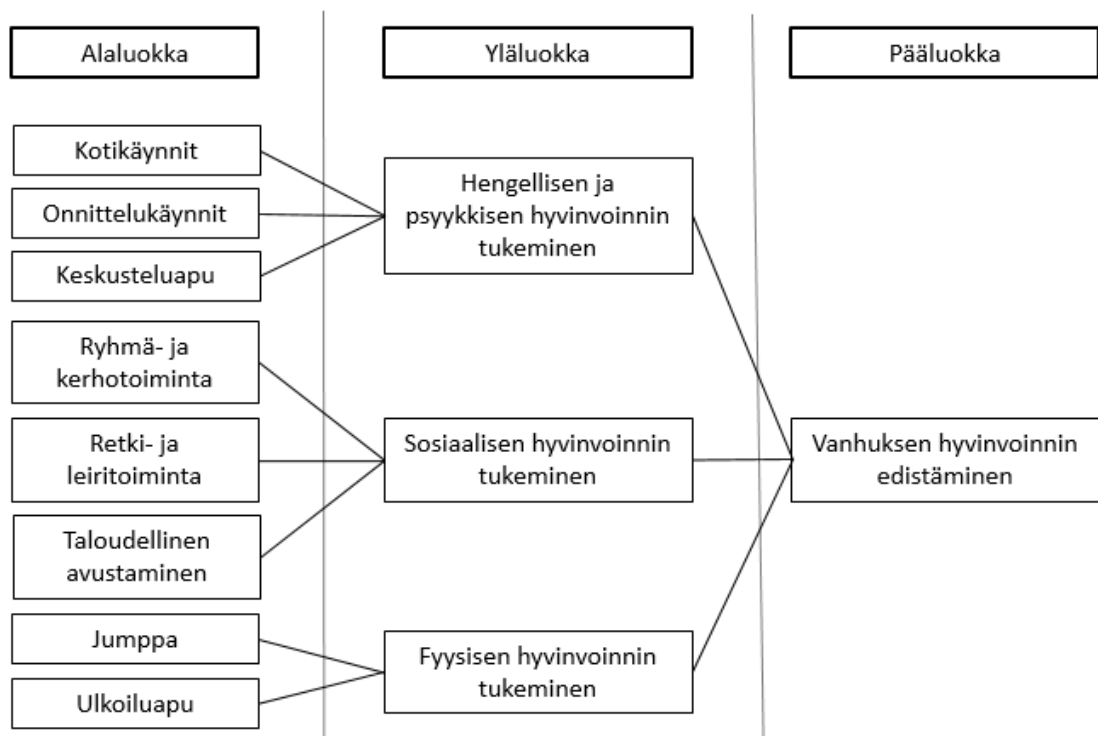 Alaluokka
Yläluokka
Pääluokka
Kotikäynnit
Onnittelukäynnit
Keskusteluapu
Ryhmä- ja
kerhotoiminta
Retki- ja
leiritoiminta
Taloudellinen
avustaminen
Jumppa
Ulkoiluapu
Hengellisen ja
psyykkisen hyvinvoinnin
tukeminen
Sosiaalisen hyvinvoinnin
tukeminen
Fyysisen hyvinvoinnin
tukeminen
Vanhuksen hyvinvoinnin
edistäminen